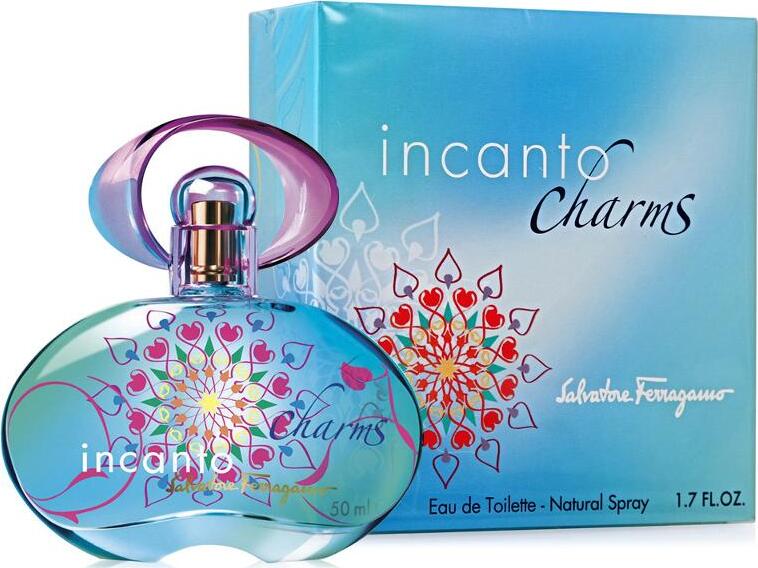 incanto
Charms
Salvatore Ferragamo
Eau de Toilette - Natural Spray 1.7 FL.OZ.
Charms
incanto
Salvatore Ferragamo
50 ml